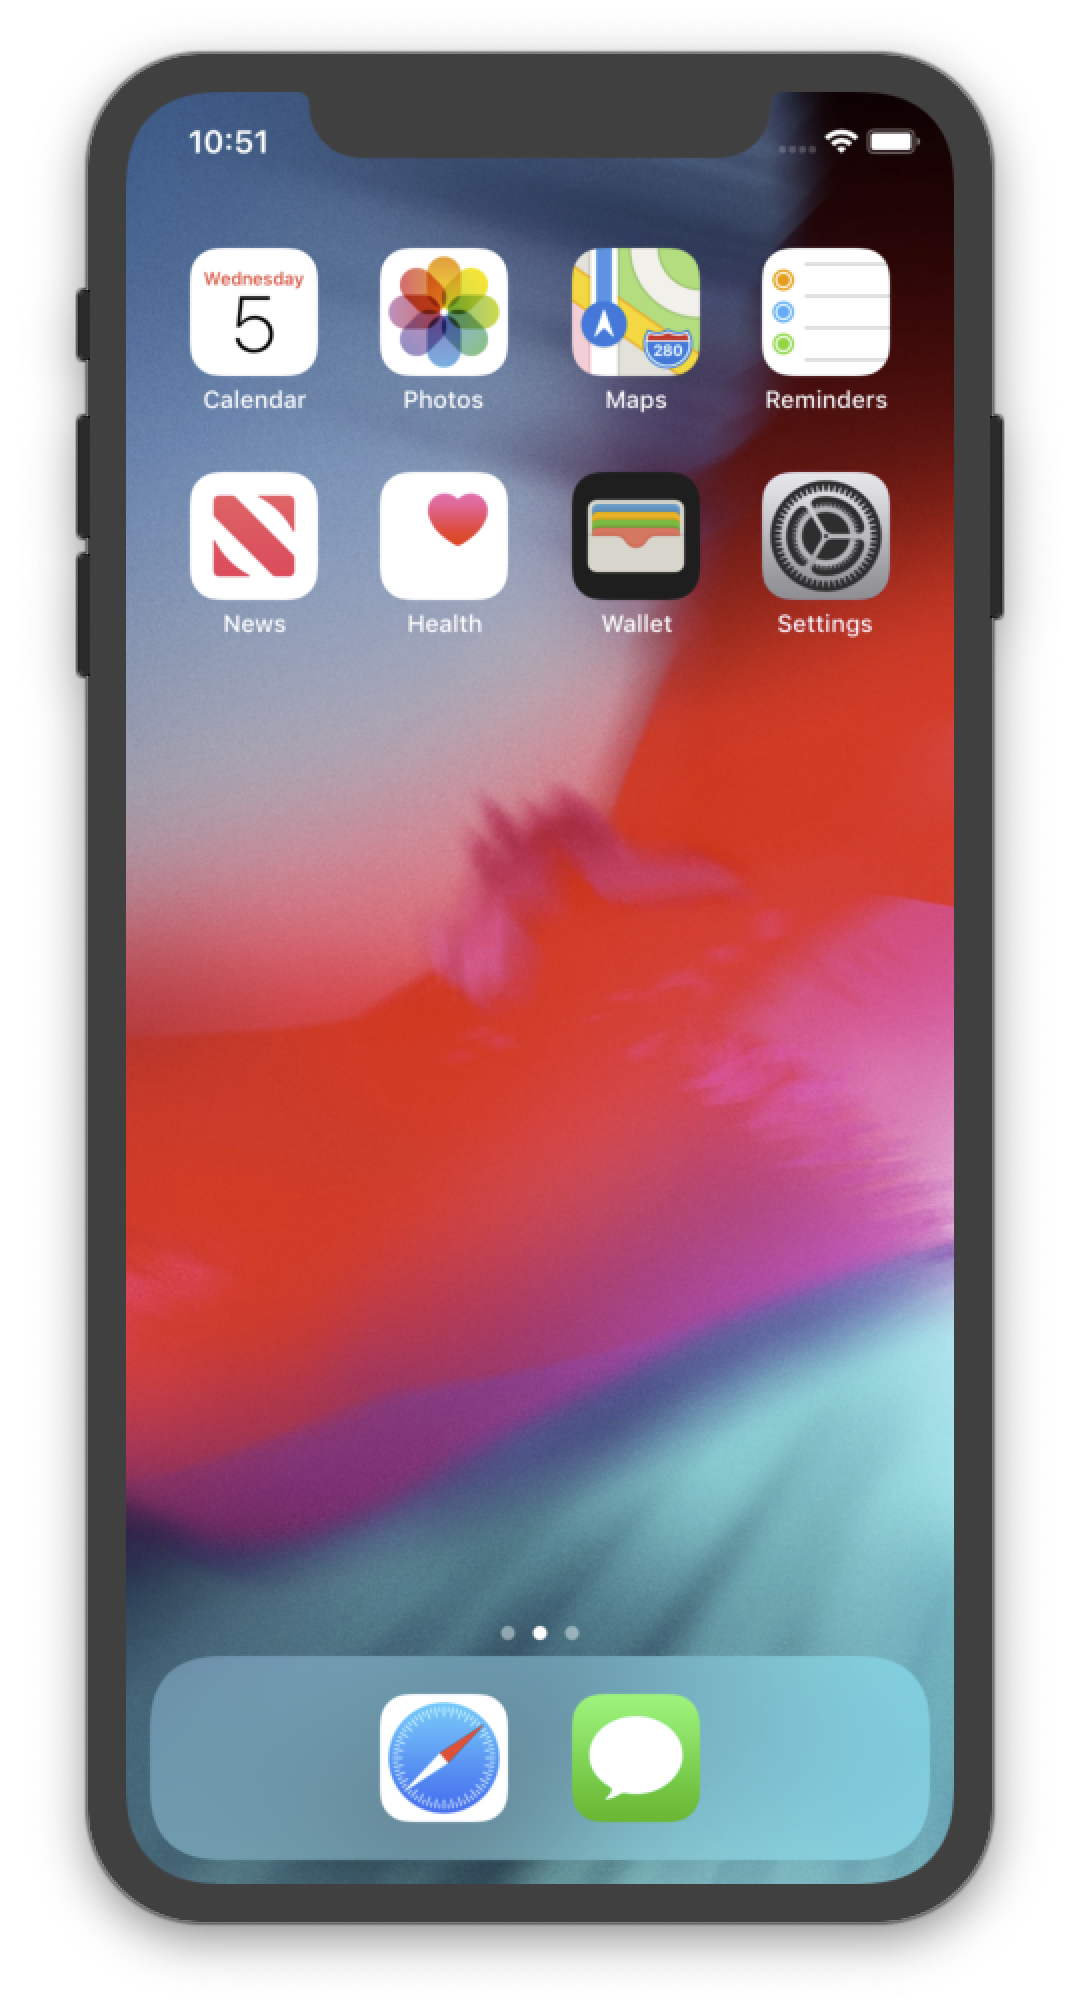 10:51
Wednesday
5
280
Calendar
Photos
Maps
Reminders
News
Health
Wallet
Settings